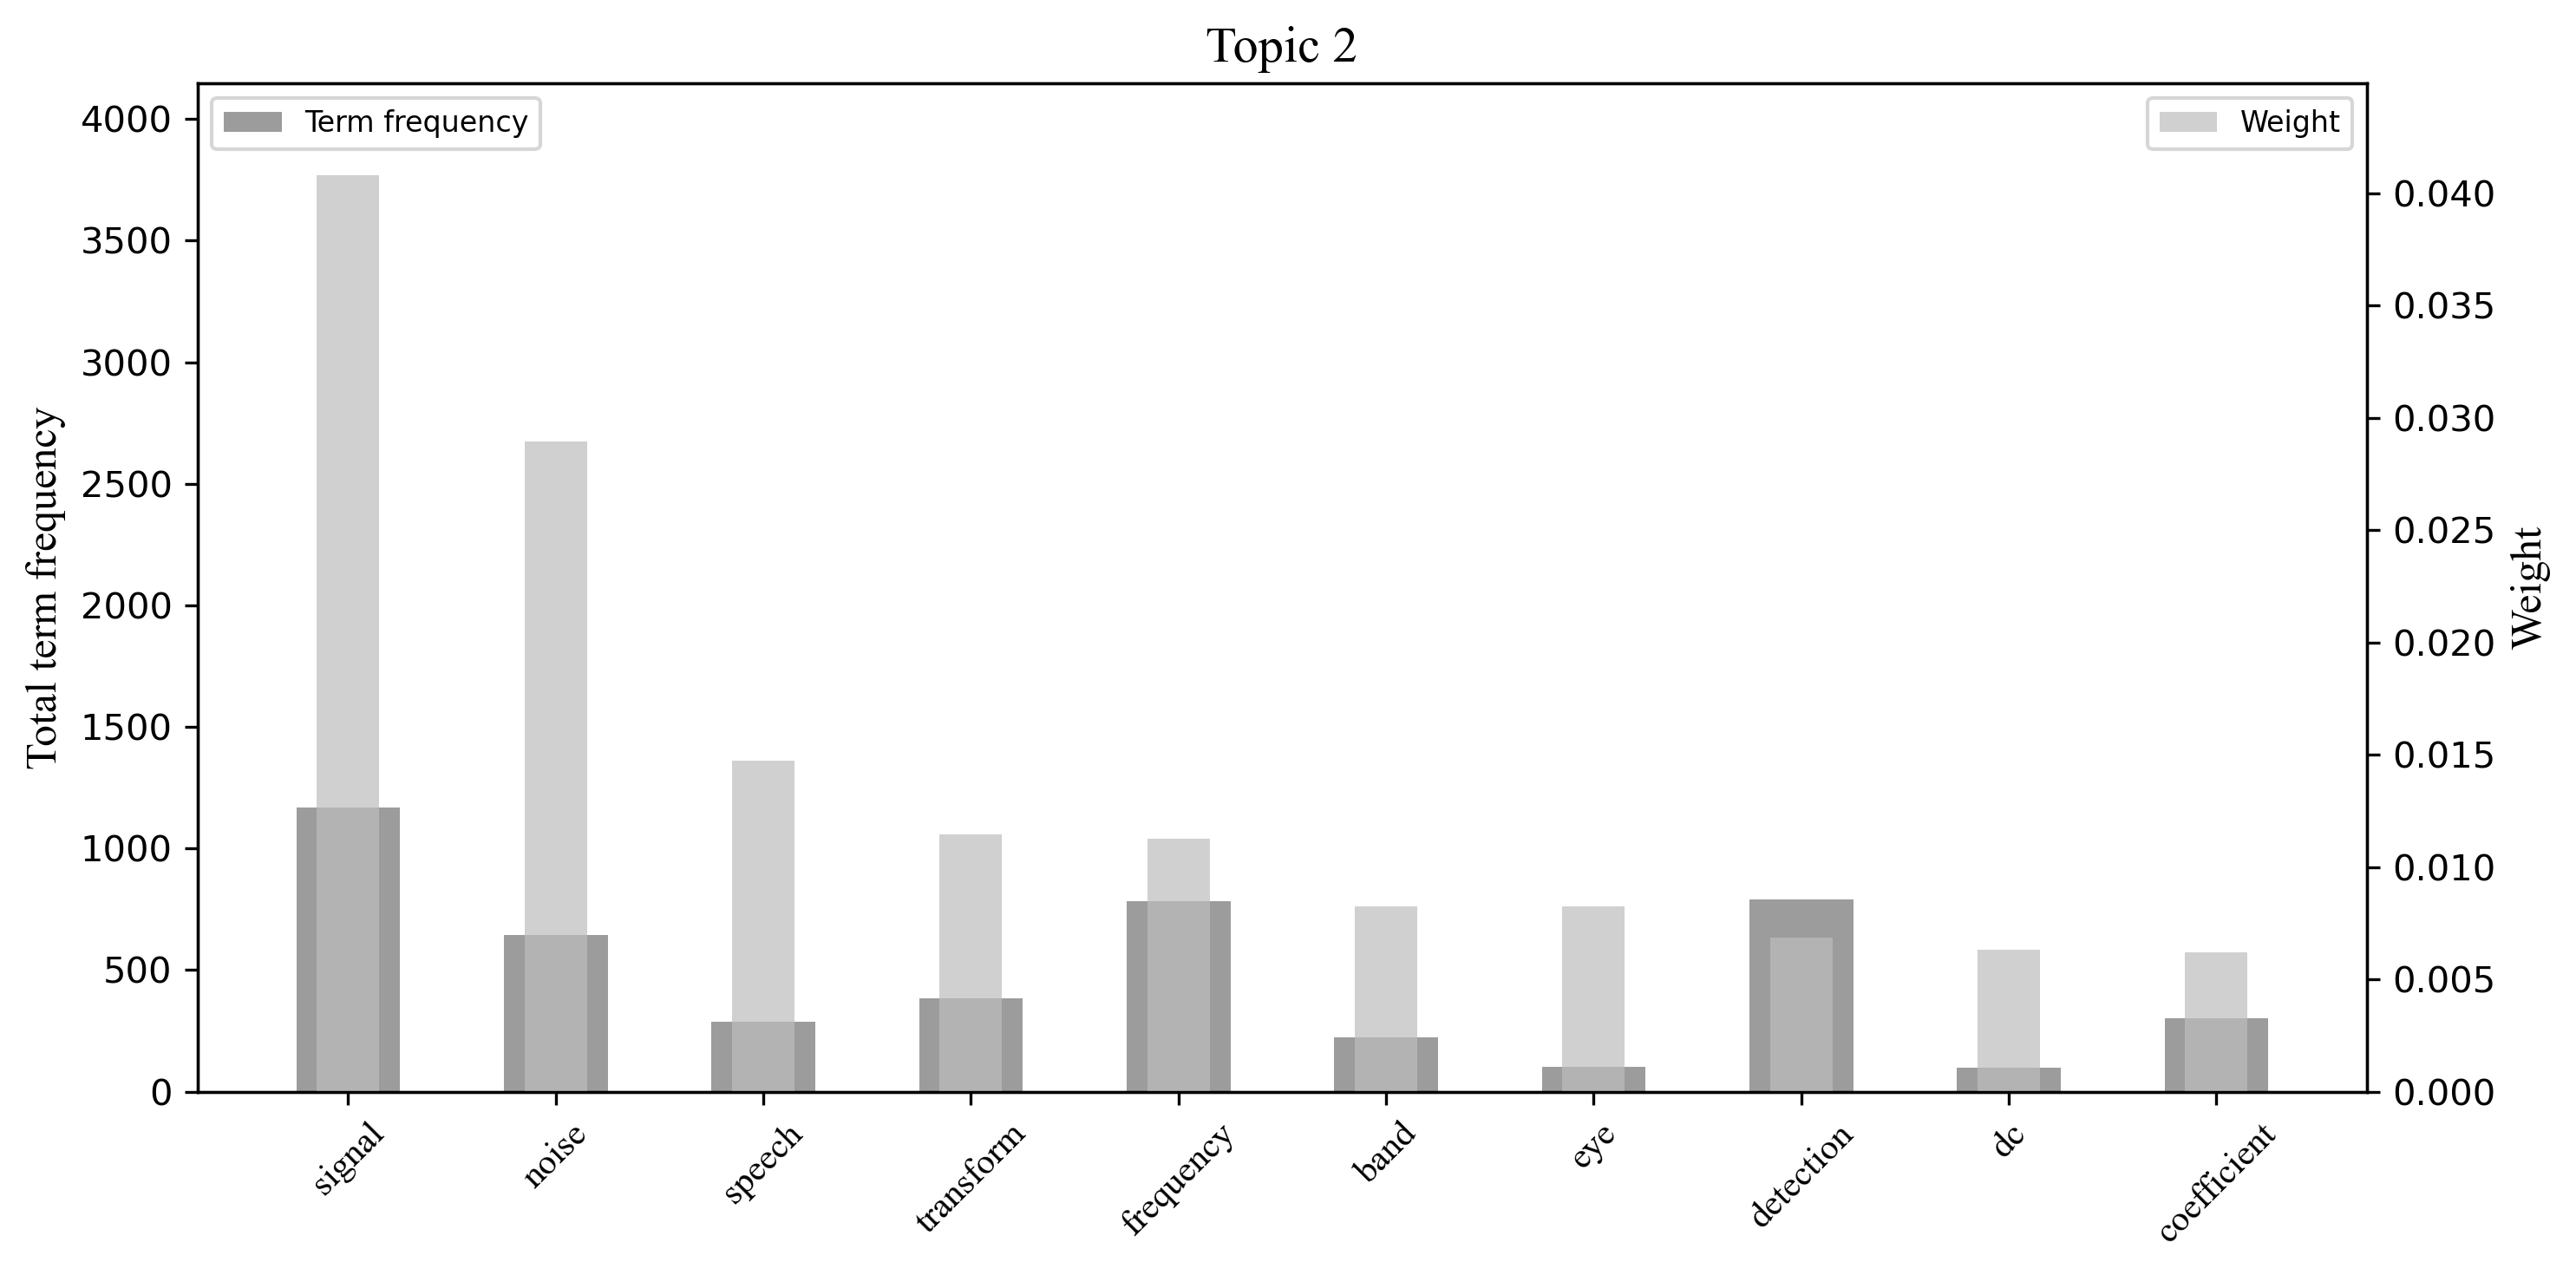 Topic 2
Term frequency
Weight
Total term frequency
4000
3500
3000
2500
2000
1500
1000
500
0
0.040
0.035
0.030
0.025
0.020
0.015
0.010
0.005
0.000
Weight
signal
noise
speech
transform
frequency
band
eye
detection
dc
coefficient